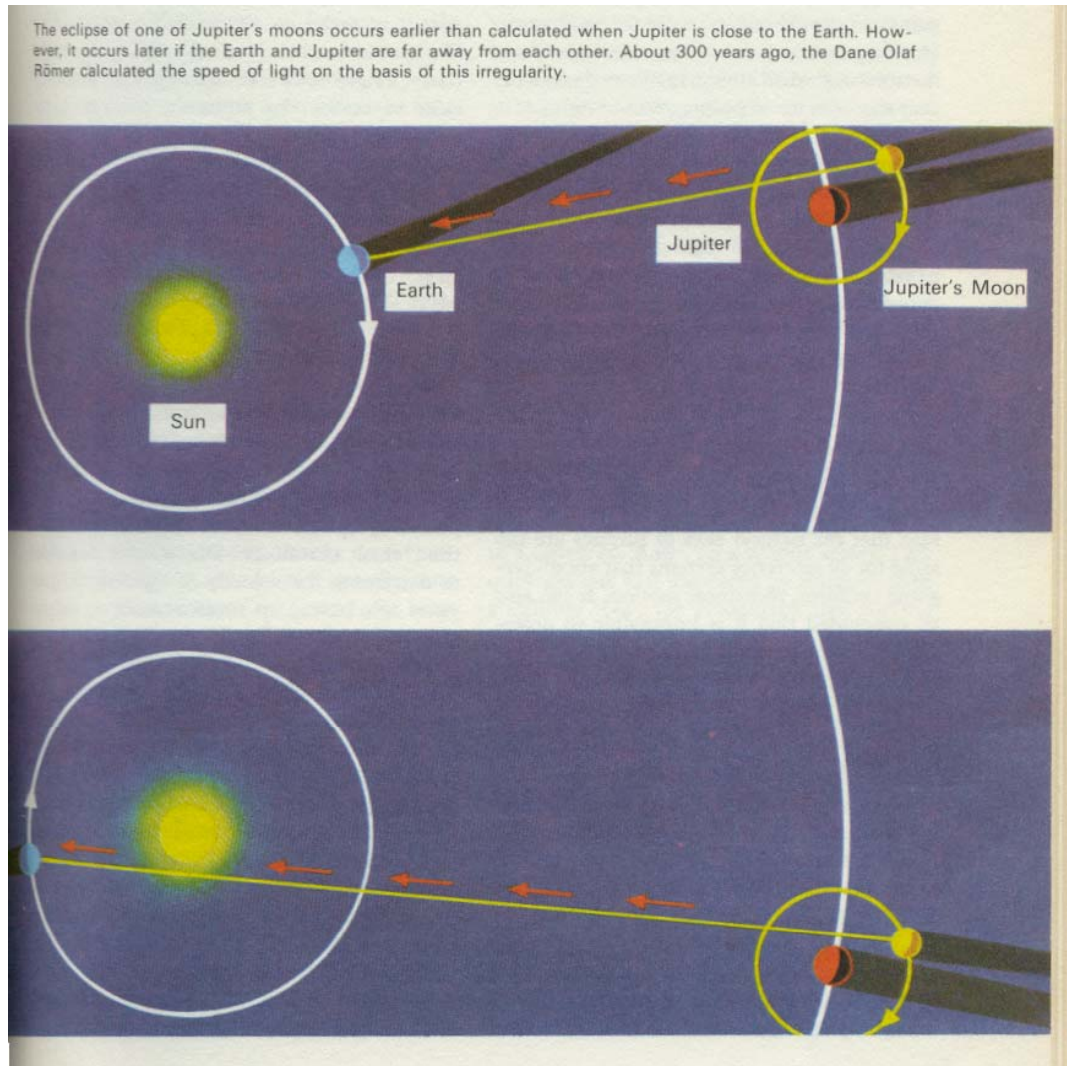 The eclipse of one of Jupiter's moons occurs earlier than calculated when Jupiter is close to the Earth. How-
ever, it occurs later if the Earth and Jupiter are far away from each other. About 300 years ago, the Dane Olaf
Römer calculated the speed of light on the basis of this irregularity.
Jupiter
Earth
Jupiter's Moon
Sun